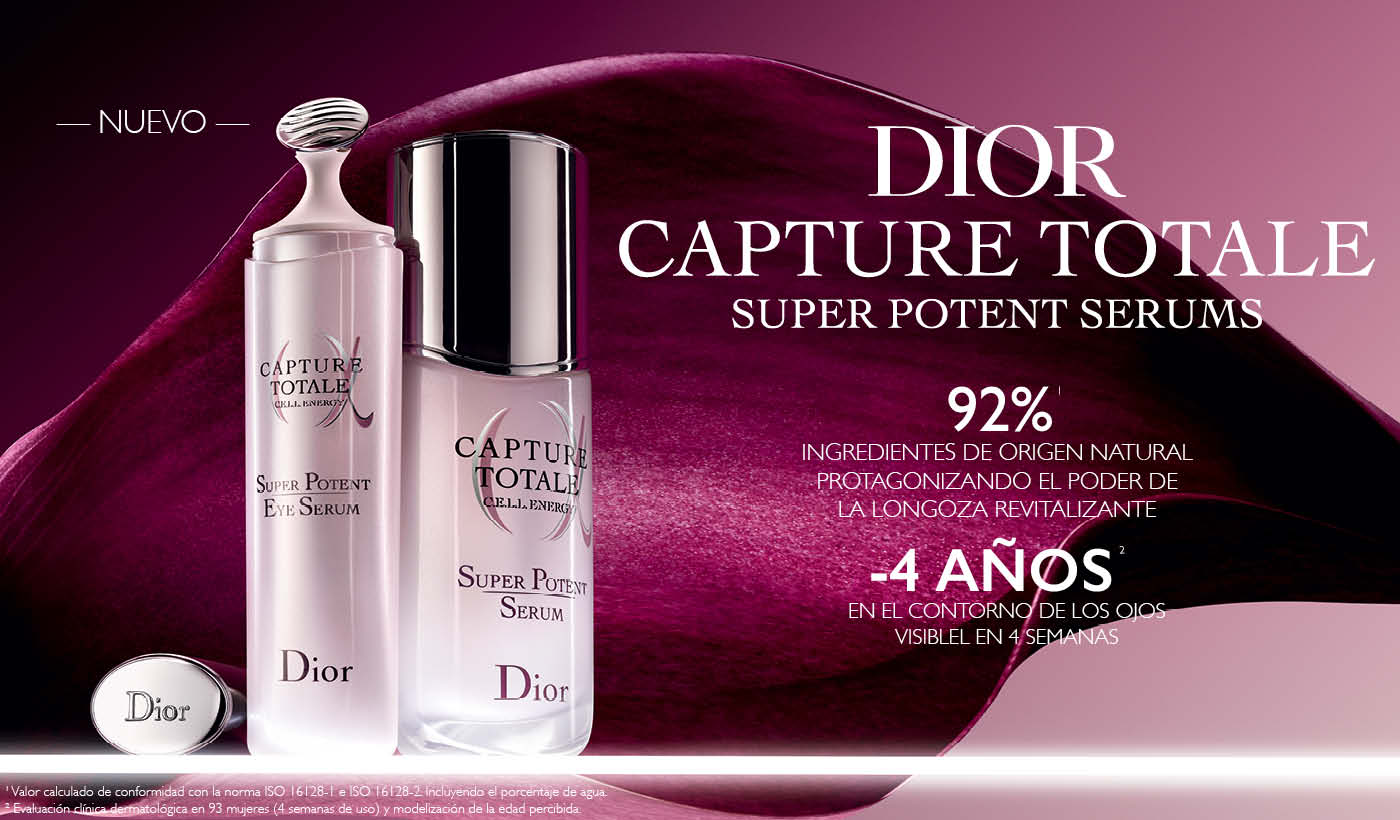 — NUEVO —
DIOR
CAPTURE TOTALE
SUPER POTENT SERUMS
92%¹
INGREDIENTES DE ORIGEN NATURAL
PROTAGONIZANDO EL PODER DE
LA LONGOZA REVITALIZANTE
-4 AÑOS²
EN EL CONTORNO DE LOS OJOS
VISIBLEL EN 4 SEMANAS
CAPTURE
TOTALE
C.E.L.L. ENERGY
SUPER POTENT
EYE SERUM
Dior
CAPTURE
TOTALE
C.E.L.L. ENERGY
SUPER POTENT
SERUM
Dior
Dior
¹ Valor calculado de conformidad con la norma ISO 16128-1 e ISO 16128-2. Incluyendo el porcentaje de agua.
² Evaluación clínica dermatológica en 93 mujeres (4 semanas de uso) y modelización de la edad percibida.